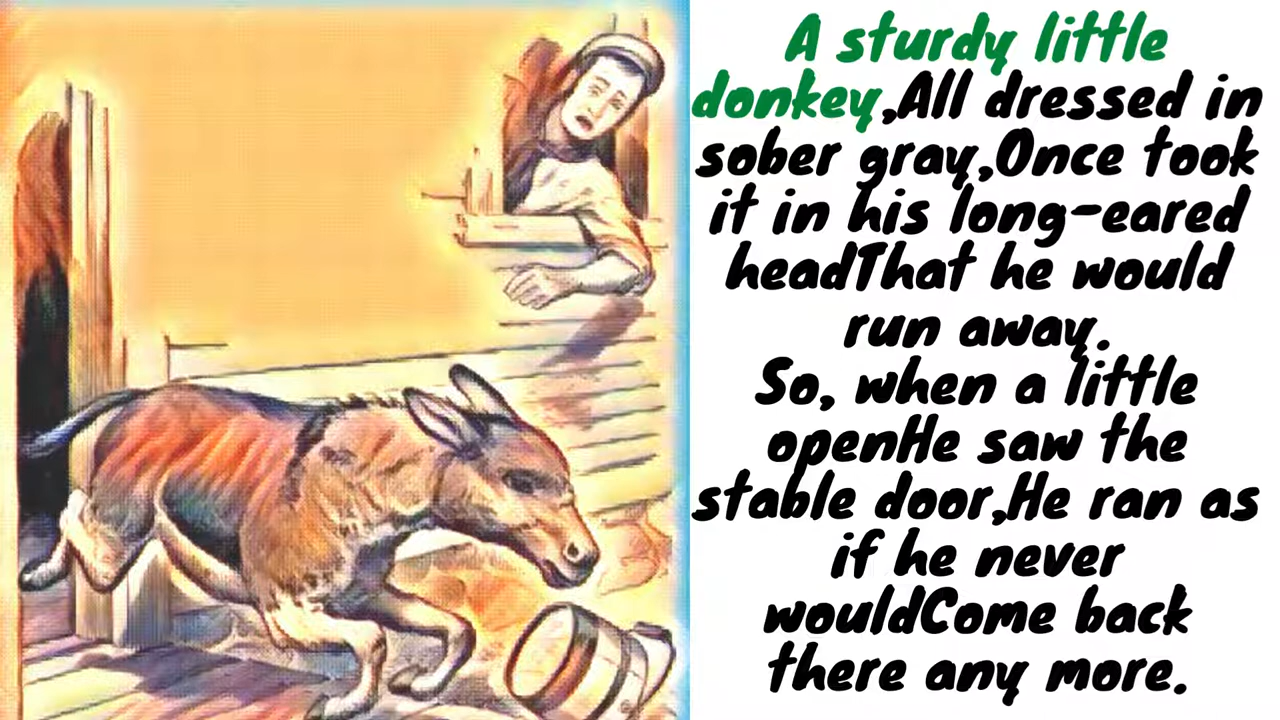 A sturdy little
donkey,All dressed in
sober gray,Once took
it in his long-eared
headThat he would
run away.
So, when a little
openHe saw the
stable door,He ran as
if he never
wouldCome back
there any more.